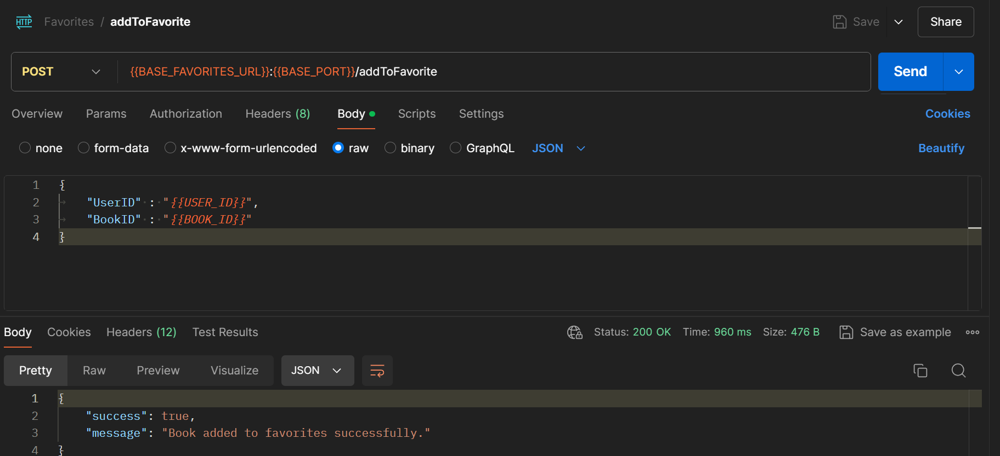 HTTP Favorites / addToFavorite Save Share
POST {{BASE_FAVORITES_URL}}:{{BASE_PORT}}/addToFavorite Send
Overview Params Authorization Headers (8) Body Scripts Settings Cookies
none form-data x-www-form-urlencoded raw binary GraphQL JSON Beautify
1 {
2 "UserID" : "{{USER_ID}}",
3 "BookID" : "{{BOOK_ID}}"
4 }
Body Cookies Headers (12) Test Results Status: 200 OK Time: 960 ms Size: 476 B Save as example
Pretty Raw Preview Visualize JSON
1 {
2 "success": true,
3 "message": "Book added to favorites successfully."
4 }